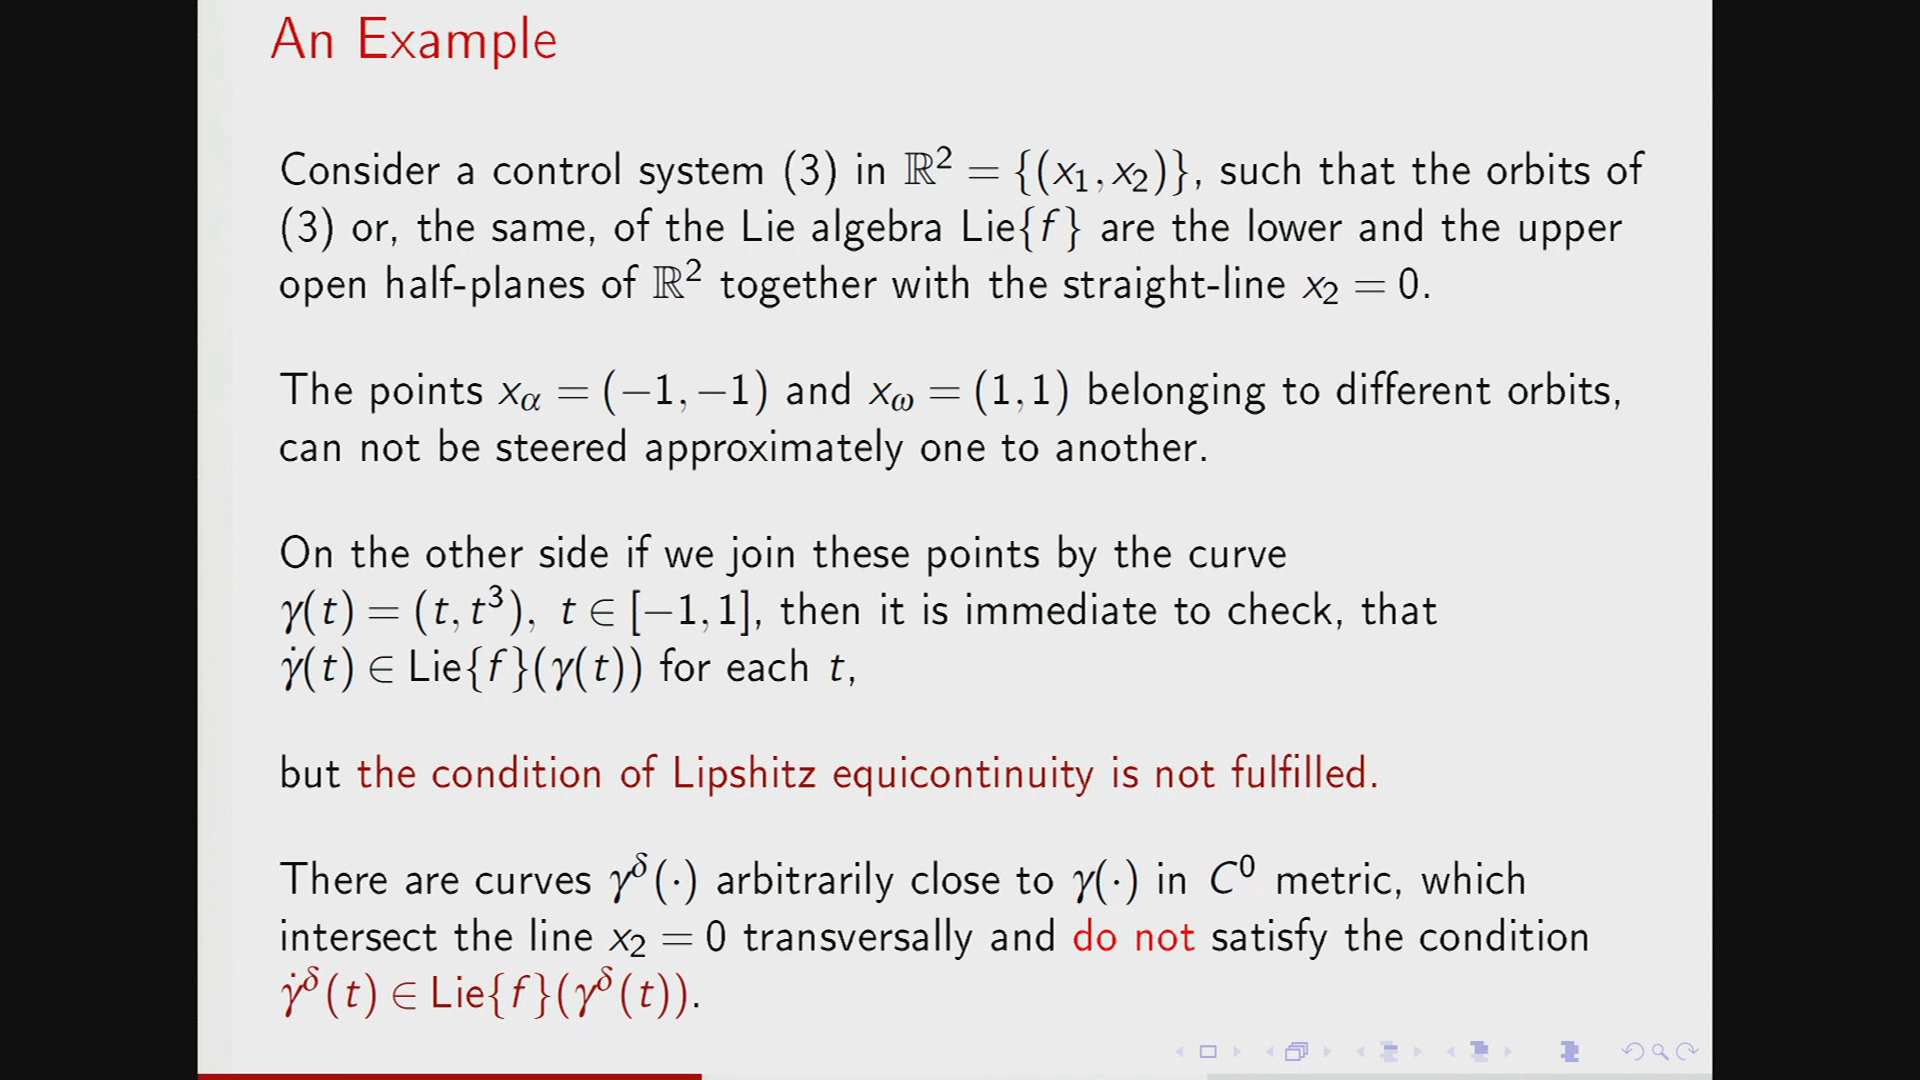 An Example
Consider a control system (3) in ℝ² = {(x₁,x₂)}, such that the orbits of
(3) or, the same, of the Lie algebra Lie{f} are the lower and the upper
open half-planes of ℝ² together with the straight-line x₂ = 0.
The points x_α = (−1,−1) and x_ω = (1,1) belonging to different orbits,
can not be steered approximately one to another.
On the other side if we join these points by the curve
γ(t) = (t,t³), t ∈ [−1,1], then it is immediate to check, that
γ̇(t) ∈ Lie{f}(γ(t)) for each t,
but the condition of Lipshitz equicontinuity is not fulfilled.
There are curves γ^δ(·) arbitrarily close to γ(·) in C⁰ metric, which
intersect the line x₂ = 0 transversally and do not satisfy the condition
γ̇^δ(t) ∈ Lie{f}(γ^δ(t)).